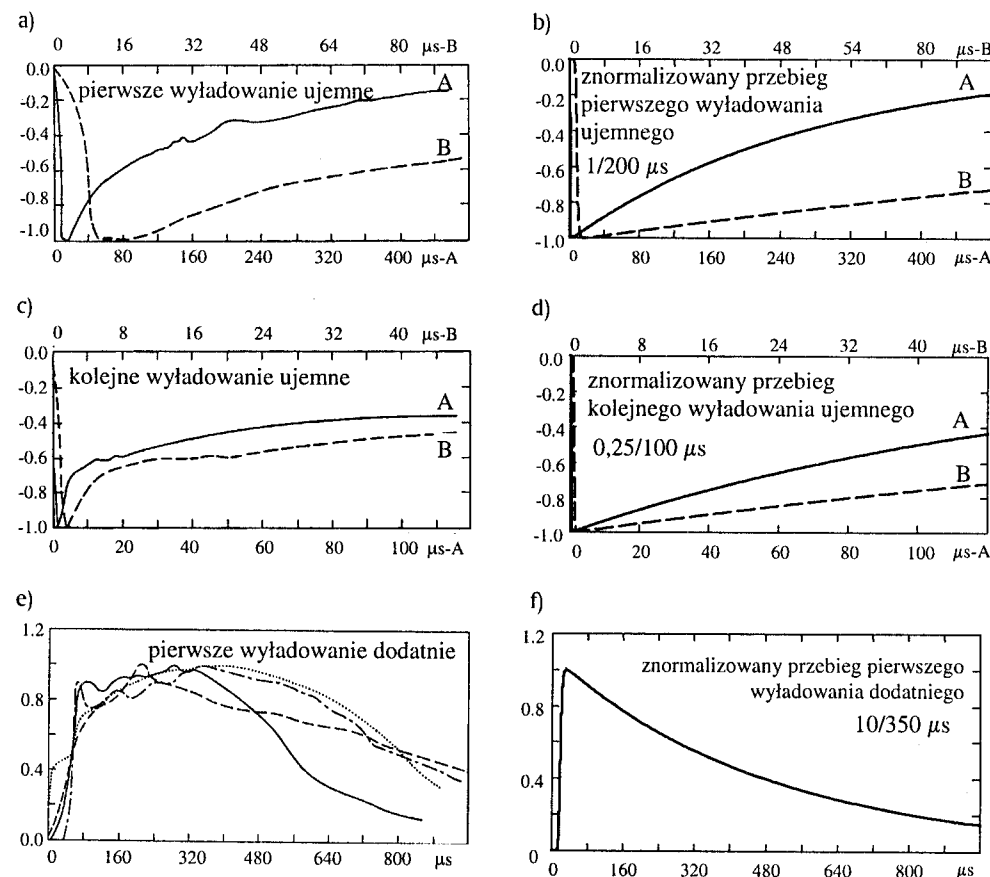 a)
0 16 32 48 64 80 μs-B
0.0
-0.2
-0.4
-0.6
-0.8
-1.0
pierwsze wyładowanie ujemne
A
B
0 80 160 240 320 400 μs-A
b)
0 20 38 54 80 μs-B
0.0
-0.2
-0.4
-0.6
-0.8
-1.0
znormalizowany przebieg
pierwszego wyładowania
ujemnego
1/200 μs
A
B
0 80 160 240 320 400 μs-A
c)
0 8 16 24 32 40 μs-B
0.0
-0.2
-0.4
-0.6
-0.8
-1.0
kolejne wyładowanie ujemne
A
B
0 20 40 60 80 100 μs-A
d)
0 8 16 24 32 40 μs-B
0.0
-0.2
-0.4
-0.6
-0.8
-1.0
znormalizowany przebieg
kolejnego wyładowania ujemnego
0,25/100 μs
A
B
0 20 40 60 80 100 μs-A
e)
1.2
0.8
0.4
0.0
pierwsze wyładowanie dodatnie
0 160 320 480 640 800 μs
f)
1.2
0.8
0.4
0
znormalizowany przebieg pierwszego
wyładowania dodatniego
10/350 μs
0 160 320 480 640 800 μs